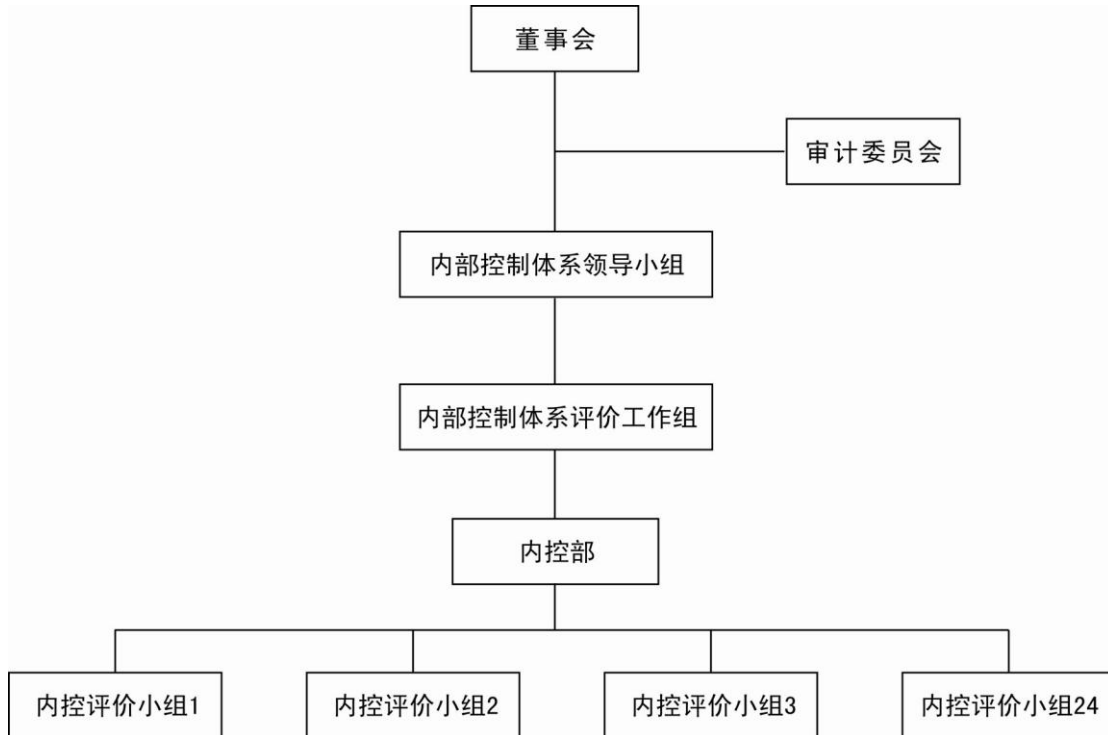 董事会
审计委员会
内部控制体系领导小组
内部控制体系评价工作组
内控部
内控评价小组1
内控评价小组2
内控评价小组3
内控评价小组24